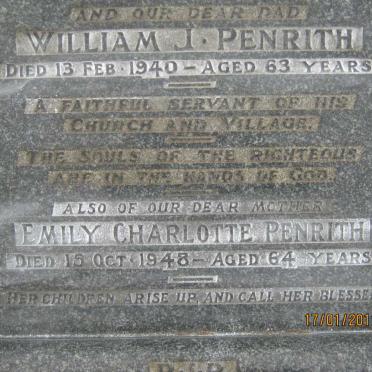 AND OUR DEAR DAD
WILLIAM J. PENRITH
DIED 13 FEB. 1940 - AGED 63 YEARS
A FAITHFUL SERVANT OF HIS
CHURCH AND VILLAGE.
THE SOULS OF THE RIGHTEOUS
ARE IN THE HANDS OF GOD.
ALSO OF OUR DEAR MOTHER
EMILY CHARLOTTE PENRITH
DIED 15 OCT. 1948 - AGED 64 YEARS
HER CHILDREN ARISE UP, AND CALL HER BLESSE
17/01/201
R.I.P.